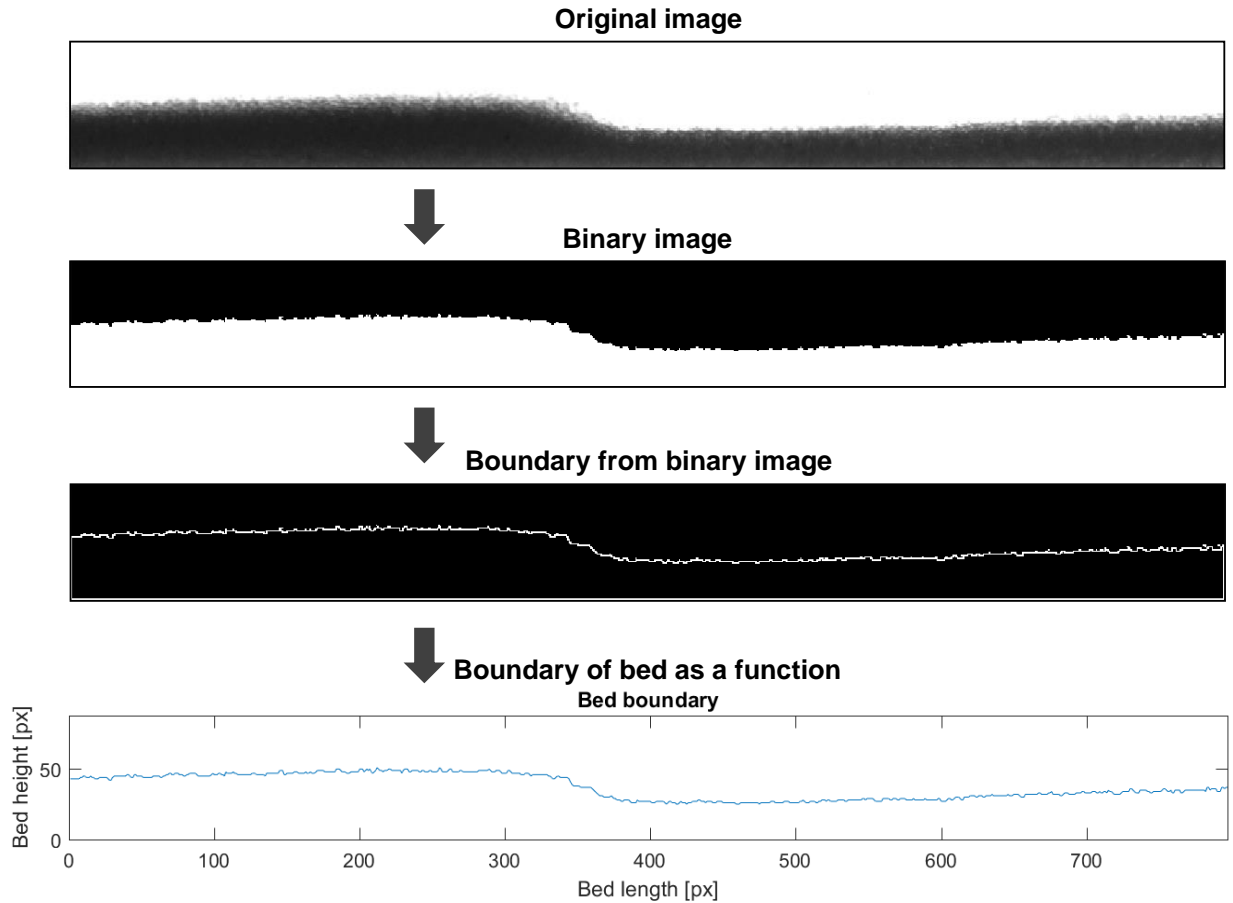 Original image
Binary image
Boundary from binary image
Boundary of bed as a function
Bed boundary
Bed height [px]
50
0
0 100 200 300 400 500 600 700
Bed length [px]